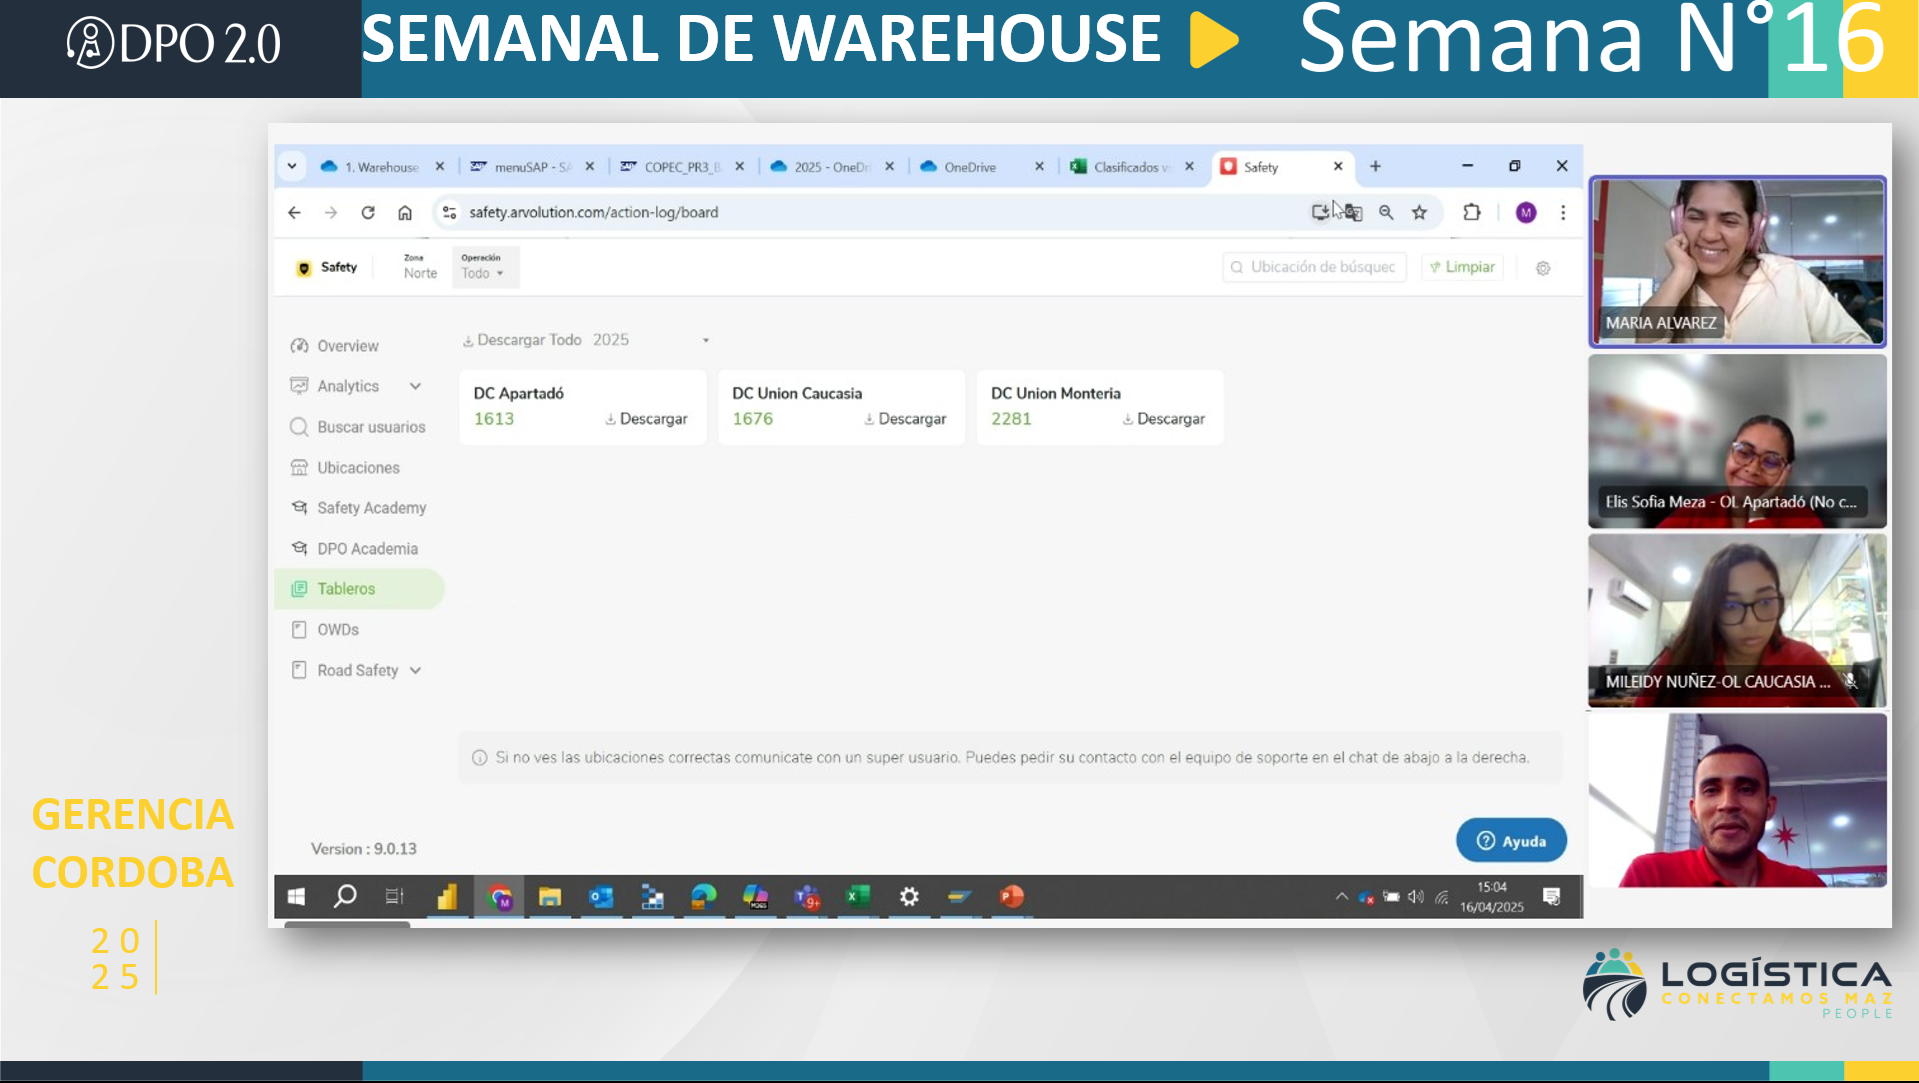 DPO 2.0
SEMANAL DE WAREHOUSE
Semana N°16
1. Warehouse
menuSAP - SA
COPEC_PR3_B
2025 - OneDri
OneDrive
Clasificados v
Safety
safety.arvolution.com/action-log/board
M
Safety
Zona
Norte
Operación
Todo
Ubicación de búsquec
Limpiar
Overview
Analytics
Buscar usuarios
Ubicaciones
Safety Academy
DPO Academia
Tableros
OWDs
Road Safety
Descargar Todo 2025
DC Apartadó
1613 Descargar
DC Union Caucasia
1676 Descargar
DC Union Monteria
2281 Descargar
Si no ves las ubicaciones correctas comunicate con un super usuario. Puedes pedir su contacto con el equipo de soporte en el chat de abajo a la derecha.
Version : 9.0.13
Ayuda
15:04
16/04/2025
MARIA ALVAREZ
Elis Sofia Meza - OL Apartadó (No c...
MILEIDY NUÑEZ-OL CAUCASIA ...
GERENCIA
CORDOBA
20
25
LOGÍSTICA
CONECTAMOS MAZ
PEOPLE